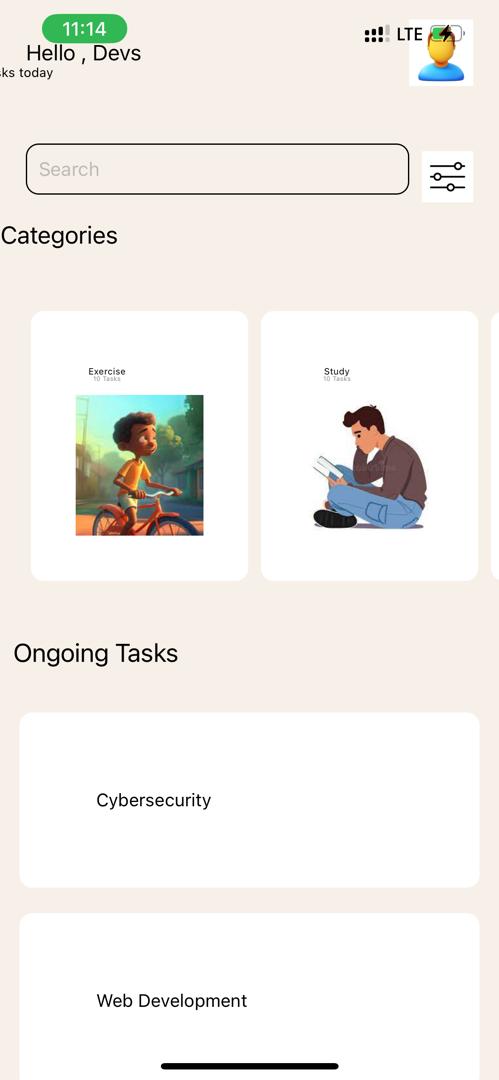 11:14
LTE
Hello , Devs
ks today
Search
Categories
Exercise
10 Tasks
Study
10 Tasks
Ongoing Tasks
Cybersecurity
Web Development